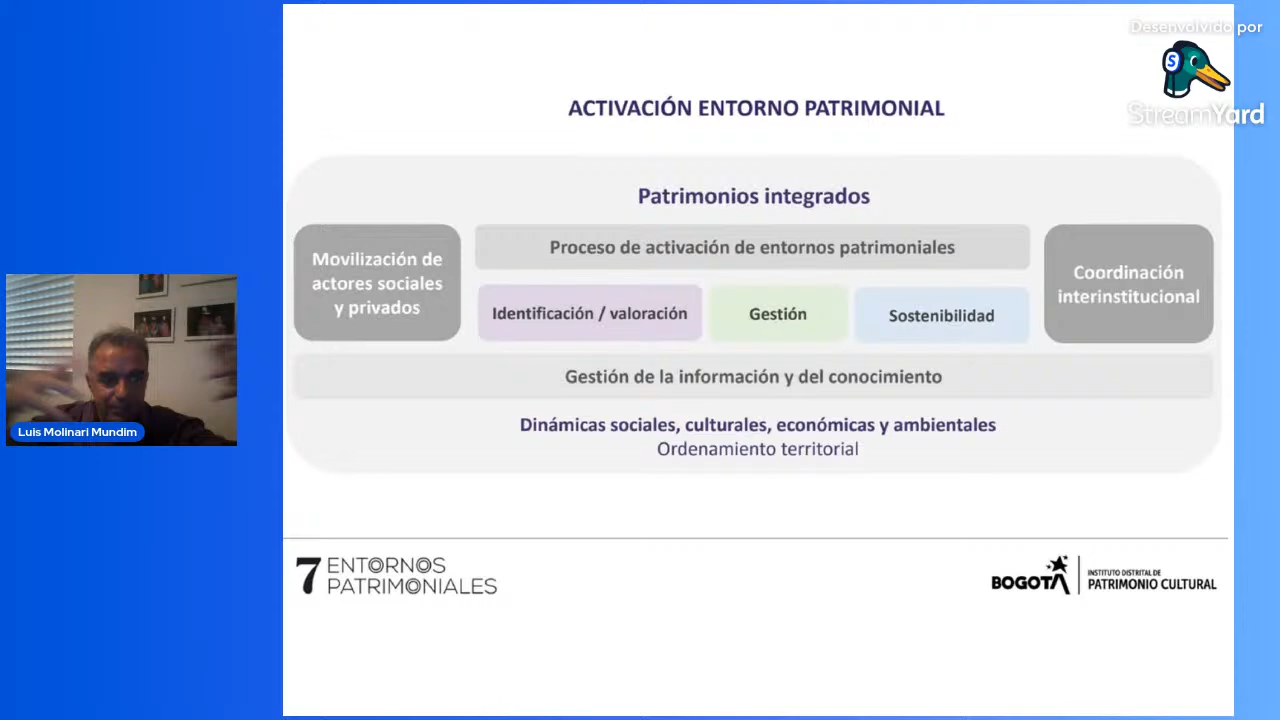 Desenvolvido por
StreamYard
ACTIVACIÓN ENTORNO PATRIMONIAL
Patrimonios integrados
Movilización de
actores sociales
y privados
Proceso de activación de entornos patrimoniales
Identificación / valoración
Gestión
Sostenibilidad
Coordinación
interinstitucional
Gestión de la información y del conocimiento
Dinámicas sociales, culturales, económicas y ambientales
Ordenamiento territorial
Luis Molinari Mundim
7 ENTORNOS
PATRIMONIALES
BOGOTÁ
INSTITUTO DISTRITAL DE
PATRIMONIO CULTURAL